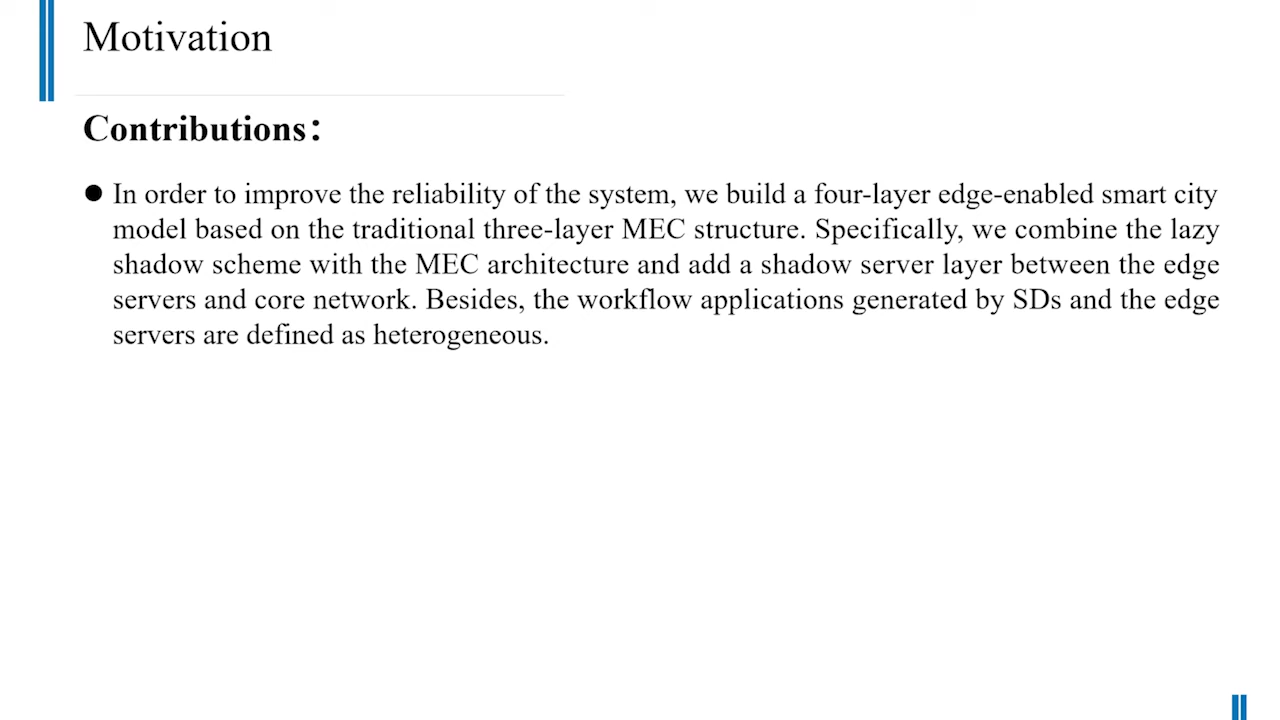 Motivation
Contributions：
● In order to improve the reliability of the system, we build a four-layer edge-enabled smart city
model based on the traditional three-layer MEC structure. Specifically, we combine the lazy
shadow scheme with the MEC architecture and add a shadow server layer between the edge
servers and core network. Besides, the workflow applications generated by SDs and the edge
servers are defined as heterogeneous.